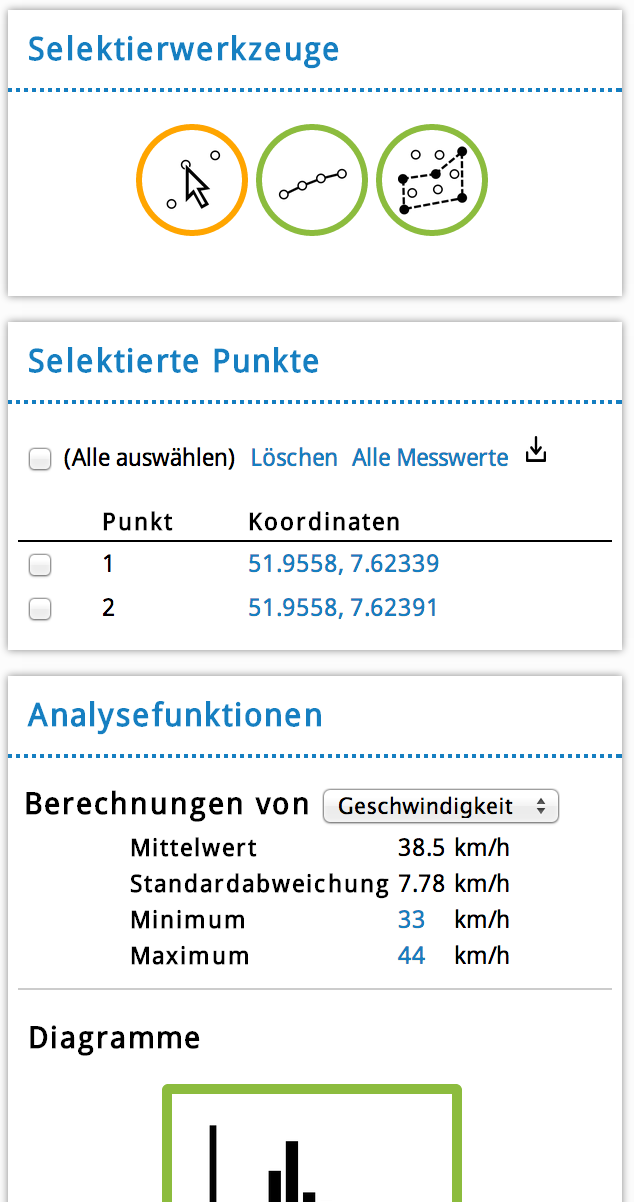 Selektierwerkzeuge
Selektierte Punkte
(Alle auswählen) Löschen Alle Messwerte
Punkt Koordinaten
1 51.9558, 7.62339
2 51.9558, 7.62391
Analysefunktionen
Berechnungen von Geschwindigkeit
Mittelwert 38.5 km/h
Standardabweichung 7.78 km/h
Minimum 33 km/h
Maximum 44 km/h
Diagramme